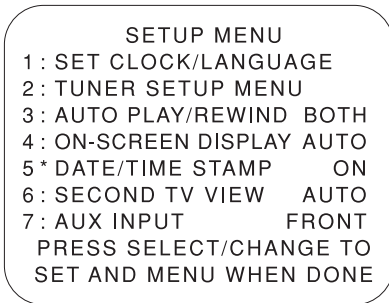 SETUP MENU
1 : SET CLOCK/LANGUAGE
2 : TUNER SETUP MENU
3 : AUTO PLAY/REWIND BOTH
4 : ON-SCREEN DISPLAY AUTO
5 * DATE/TIME STAMP ON
6 : SECOND TV VIEW AUTO
7 : AUX INPUT FRONT
PRESS SELECT/CHANGE TO
SET AND MENU WHEN DONE